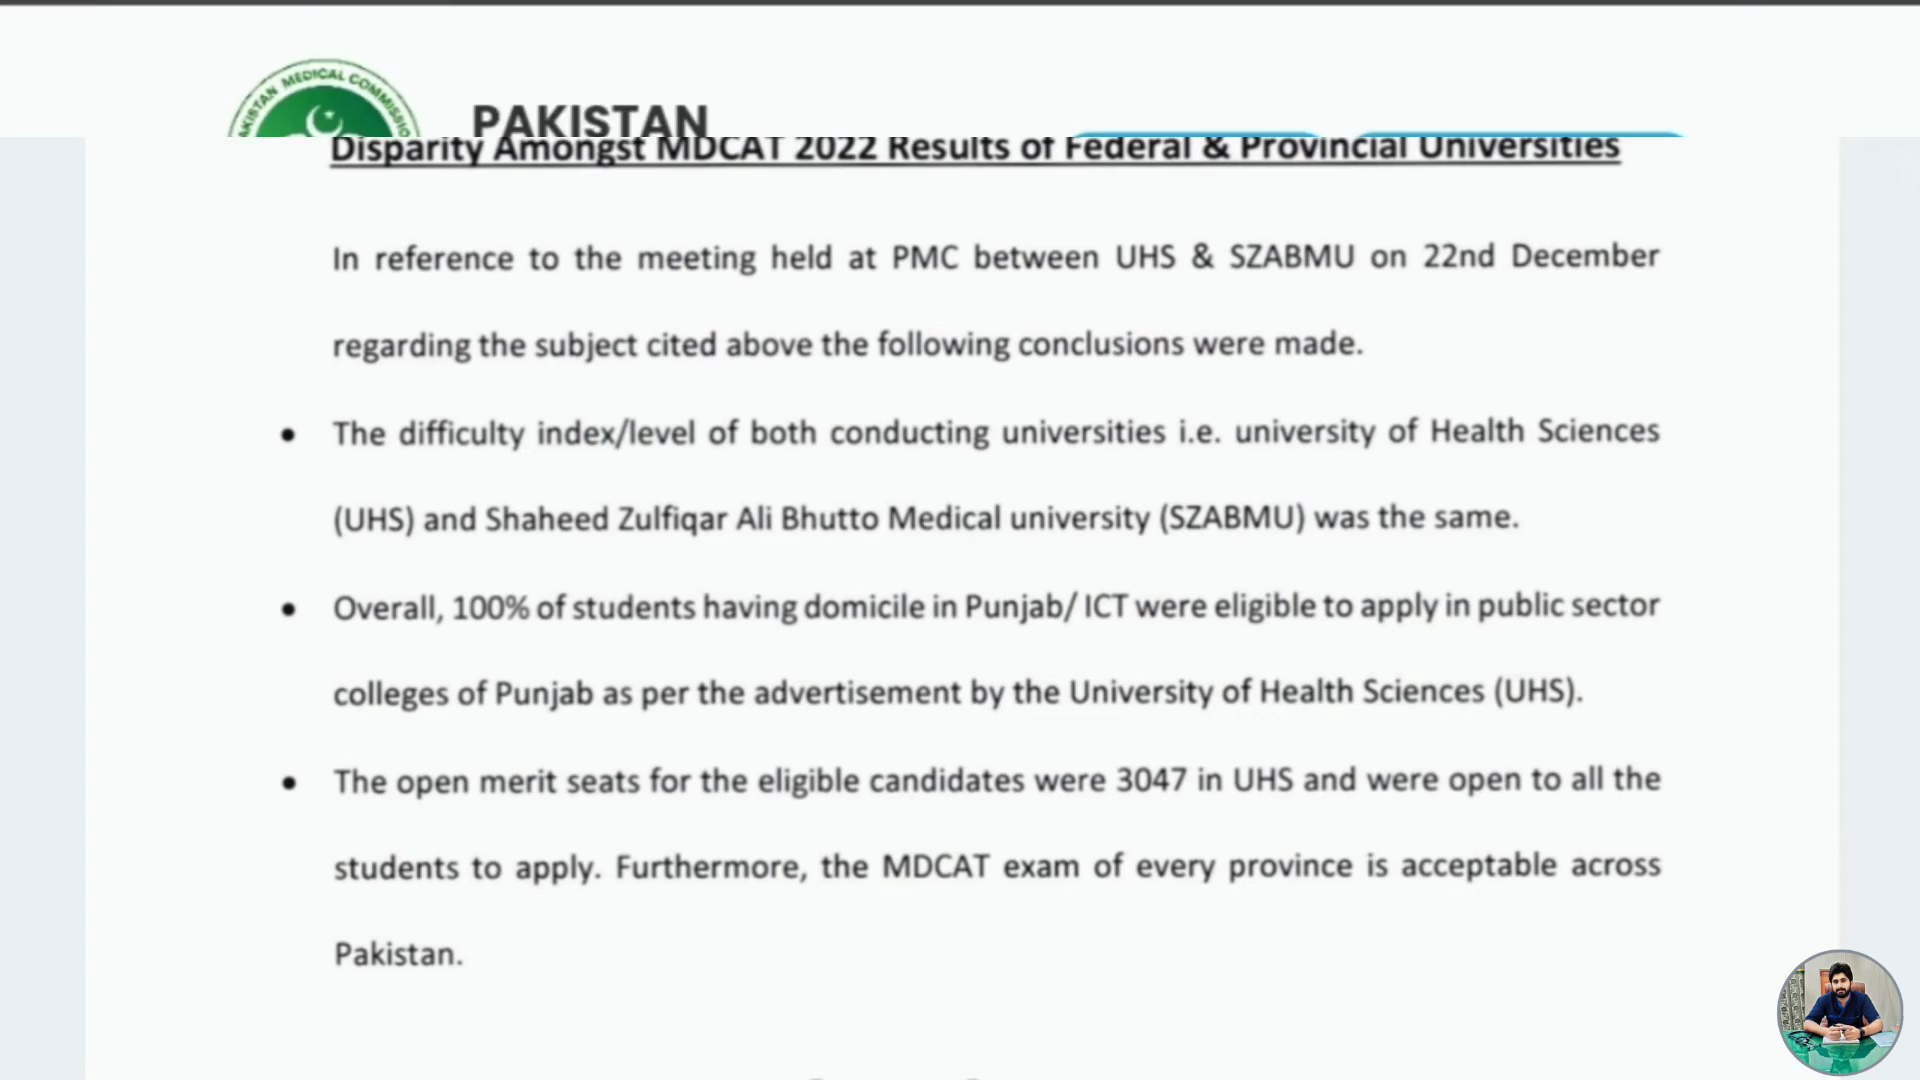 PAKISTAN MEDICAL COMMISSIO
PAKISTAN
Disparity Amongst MDCAT 2022 Results of Federal & Provincial Universities
In reference to the meeting held at PMC between UHS & SZABMU on 22nd December
regarding the subject cited above the following conclusions were made.
• The difficulty index/level of both conducting universities i.e. university of Health Sciences
(UHS) and Shaheed Zulfiqar Ali Bhutto Medical university (SZABMU) was the same.
• Overall, 100% of students having domicile in Punjab/ ICT were eligible to apply in public sector
colleges of Punjab as per the advertisement by the University of Health Sciences (UHS).
• The open merit seats for the eligible candidates were 3047 in UHS and were open to all the
students to apply. Furthermore, the MDCAT exam of every province is acceptable across
Pakistan.